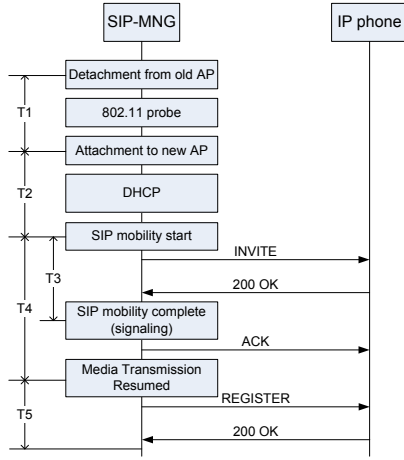 SIP-MNG
IP phone
Detachment from old AP
T1
802.11 probe
Attachment to new AP
T2
DHCP
SIP mobility start
INVITE
T3
200 OK
T4
SIP mobility complete
(signaling)
ACK
Media Transmission
Resumed
REGISTER
T5
200 OK